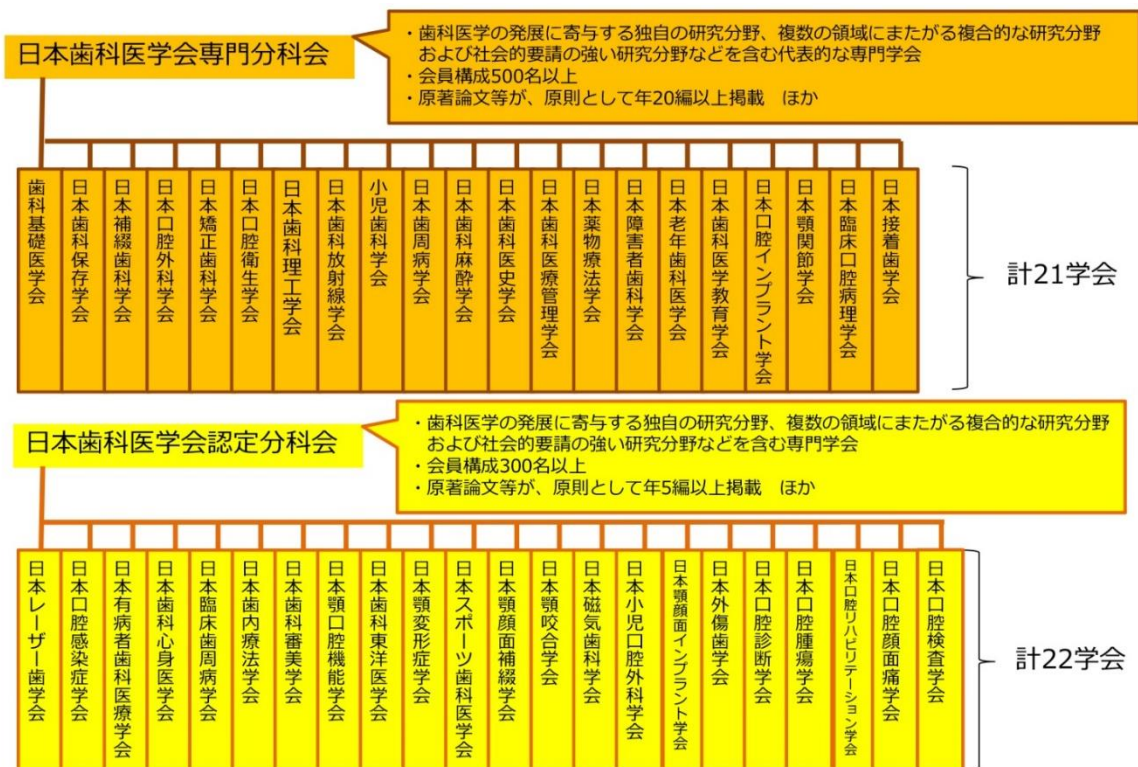 日本歯科医学会専門分科会
・歯科医学の発展に寄与する独自の研究分野、複数の領域にまたがる複合的な研究分野
および社会的要請の強い研究分野などを含む代表的な専門学会
・会員構成500名以上
・原著論文等が、原則として年20編以上掲載　ほか
歯科基礎医学会
日本歯科保存学会
日本補綴歯科学会
日本口腔外科学会
日本矯正歯科学会
日本口腔衛生学会
日本歯科理工学会
日本歯科放射線学会
小児歯科学会
日本歯周病学会
日本歯科麻酔学会
日本歯科医史学会
日本歯科医療管理学会
日本薬物療法学会
日本障害者歯科学会
日本老年歯科医学会
日本歯科医学教育学会
日本口腔インプラント学会
日本顎関節学会
日本臨床口腔病理学会
日本接着歯学会
計21学会
日本歯科医学会認定分科会
・歯科医学の発展に寄与する独自の研究分野、複数の領域にまたがる複合的な研究分野
および社会的要請の強い研究分野などを含む専門学会
・会員構成300名以上
・原著論文等が、原則として年5編以上掲載　ほか
日本レーザー歯学会
日本口腔感染症学会
日本有病者歯科医療学会
日本歯科心身医学会
日本臨床歯周病学会
日本歯内療法学会
日本歯科審美学会
日本顎口腔機能学会
日本歯科東洋医学会
日本顎変形症学会
日本スポーツ歯科医学会
日本顎顔面補綴学会
日本顎咬合学会
日本磁気歯科学会
日本小児口腔外科学会
日本顎顔面インプラント学会
日本外傷歯学会
日本口腔診断学会
日本口腔腫瘍学会
日本口腔リハビリテーション学会
日本口腔顔面痛学会
日本口腔検査学会
計22学会